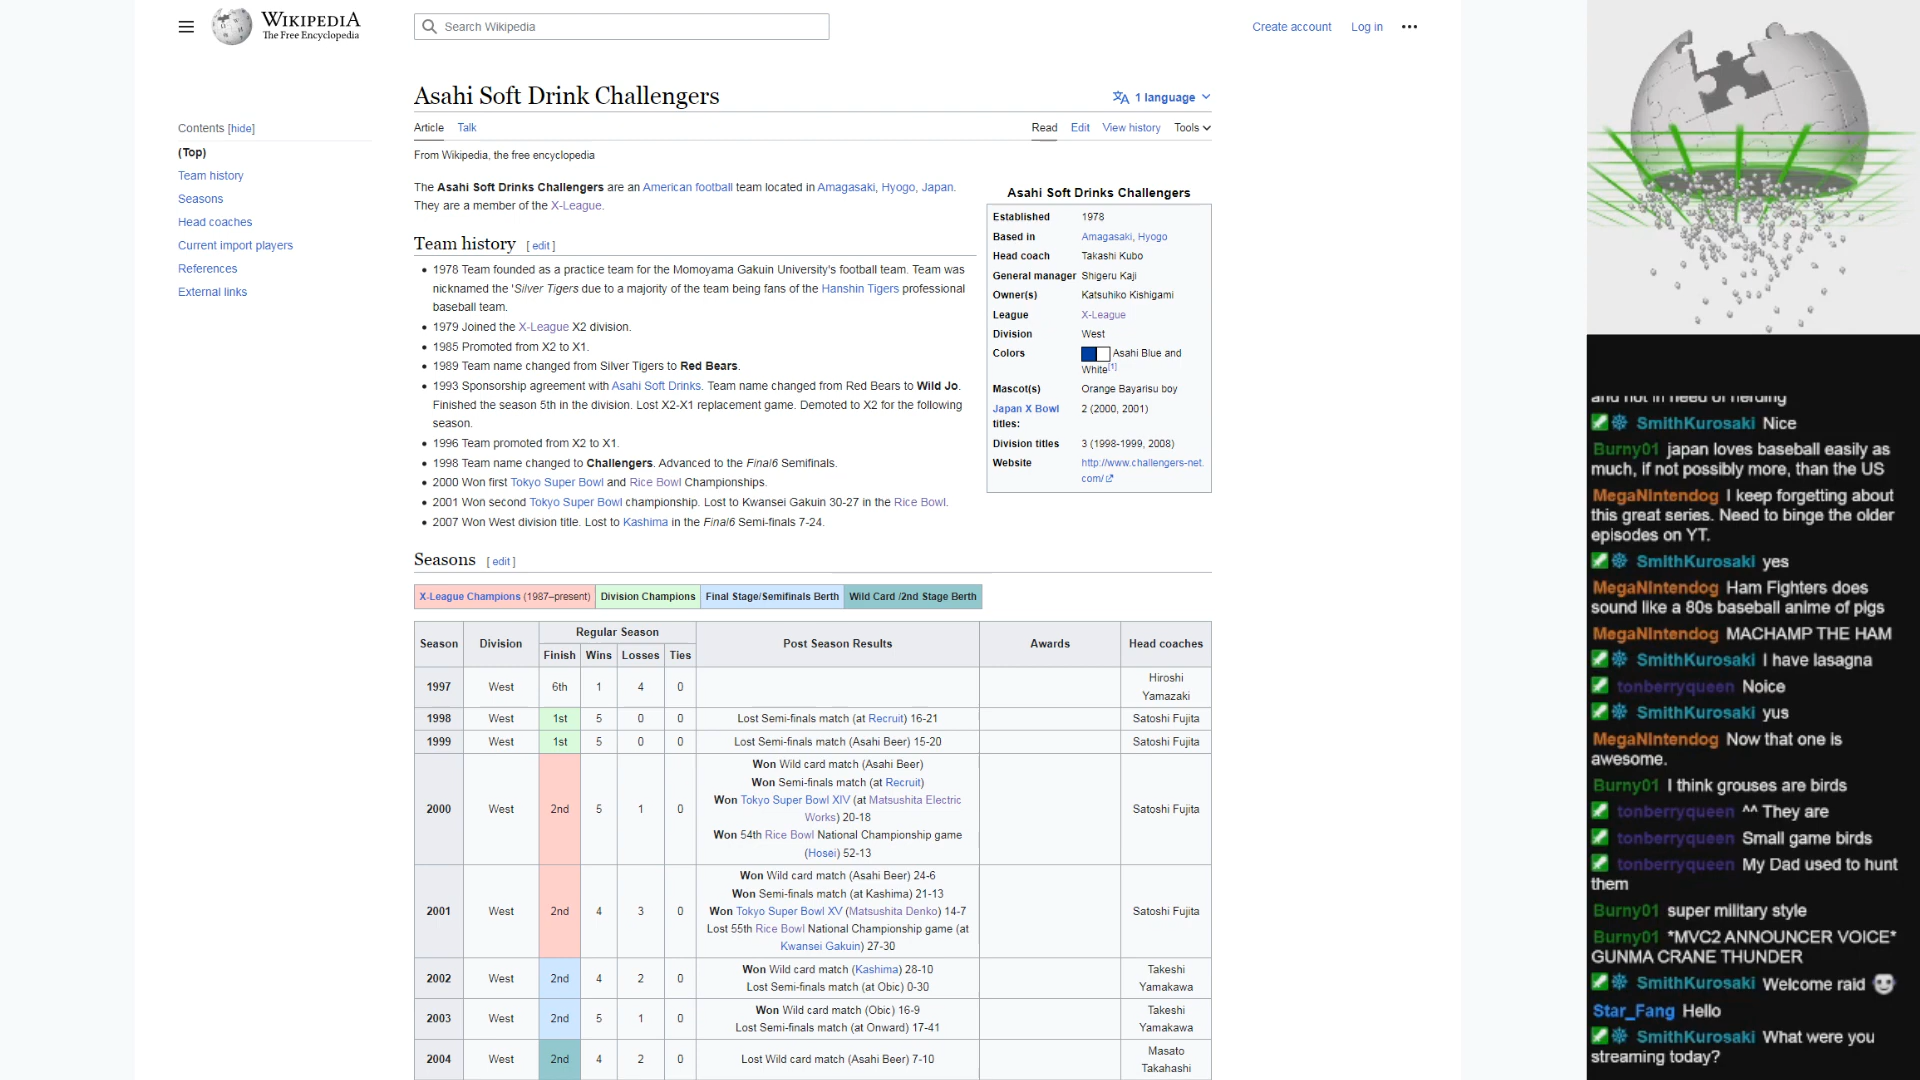 WIKIPEDIA
The Free Encyclopedia
Search Wikipedia
Create account
Log in
Asahi Soft Drink Challengers
1 language
Article
Talk
Read
Edit
View history
Tools
From Wikipedia, the free encyclopedia
Contents [hide]
(Top)
Team history
Seasons
Head coaches
Current import players
References
External links
The Asahi Soft Drinks Challengers are an American football team located in Amagasaki, Hyogo, Japan.
They are a member of the X-League.
Team history [ edit ]
• 1978 Team founded as a practice team for the Momoyama Gakuin University's football team. Team was
nicknamed the 'Silver Tigers due to a majority of the team being fans of the Hanshin Tigers professional
baseball team.
• 1979 Joined the X-League X2 division.
• 1985 Promoted from X2 to X1.
• 1989 Team name changed from Silver Tigers to Red Bears.
• 1993 Sponsorship agreement with Asahi Soft Drinks. Team name changed from Red Bears to Wild Jo.
Finished the season 5th in the division. Lost X2-X1 replacement game. Demoted to X2 for the following
season.
• 1996 Team promoted from X2 to X1.
• 1998 Team name changed to Challengers. Advanced to the Final6 Semifinals.
• 2000 Won first Tokyo Super Bowl and Rice Bowl Championships.
• 2001 Won second Tokyo Super Bowl championship. Lost to Kwansei Gakuin 30-27 in the Rice Bowl.
• 2007 Won West division title. Lost to Kashima in the Final6 Semi-finals 7-24.
Asahi Soft Drinks Challengers
Established 1978
Based in Amagasaki, Hyogo
Head coach Takashi Kubo
General manager Shigeru Kaji
Owner(s) Katsuhiko Kishigami
League X-League
Division West
Colors Asahi Blue and
White[1]
Mascot(s) Orange Bayarisu boy
Japan X Bowl 2 (2000, 2001)
titles:
Division titles 3 (1998-1999, 2008)
Website http://www.challengers-net.
com/
Seasons [ edit ]
X-League Champions (1987–present) Division Champions Final Stage/Semifinals Berth Wild Card /2nd Stage Berth
Season Division Regular Season Post Season Results Awards Head coaches
Finish Wins Losses Ties
1997 West 6th 1 4 0 Hiroshi
Yamazaki
1998 West 1st 5 0 0 Lost Semi-finals match (at Recruit) 16-21 Satoshi Fujita
1999 West 1st 5 0 0 Lost Semi-finals match (Asahi Beer) 15-20 Satoshi Fujita
Won Wild card match (Asahi Beer)
Won Semi-finals match (at Recruit)
Won Tokyo Super Bowl XIV (at Matsushita Electric
2000 West 2nd 5 1 0 Works) 20-18 Satoshi Fujita
Won 54th Rice Bowl National Championship game
(Hosei) 52-13
Won Wild card match (Asahi Beer) 24-6
Won Semi-finals match (at Kashima) 21-13
2001 West 2nd 4 3 0 Won Tokyo Super Bowl XV (Matsushita Denko) 14-7 Satoshi Fujita
Lost 55th Rice Bowl National Championship game (at
Kwansei Gakuin) 27-30
2002 West 2nd 4 2 0 Won Wild card match (Kashima) 28-10 Takeshi
Lost Semi-finals match (at Obic) 0-30 Yamakawa
2003 West 2nd 5 1 0 Won Wild card match (Obic) 16-9 Takeshi
Lost Semi-finals match (at Onward) 17-41 Yamakawa
2004 West 2nd 4 2 0 Lost Wild card match (Asahi Beer) 7-10 Masato
Takahashi
and not in need of herding
SmithKurosaki Nice
Burny01 japan loves baseball easily as
much, if not possibly more, than the US
MegaNIntendog I keep forgetting about
this great series. Need to binge the older
episodes on YT.
SmithKurosaki yes
MegaNIntendog Ham Fighters does
sound like a 80s baseball anime of pigs
MegaNIntendog MACHAMP THE HAM
SmithKurosaki I have lasagna
tonberryqueen Noice
SmithKurosaki yus
MegaNIntendog Now that one is
awesome.
Burny01 I think grouses are birds
tonberryqueen ^^ They are
tonberryqueen Small game birds
tonberryqueen My Dad used to hunt
them
Burny01 super military style
Burny01 *MVC2 ANNOUNCER VOICE*
GUNMA CRANE THUNDER
SmithKurosaki Welcome raid
Star_Fang Hello
SmithKurosaki What were you
streaming today?